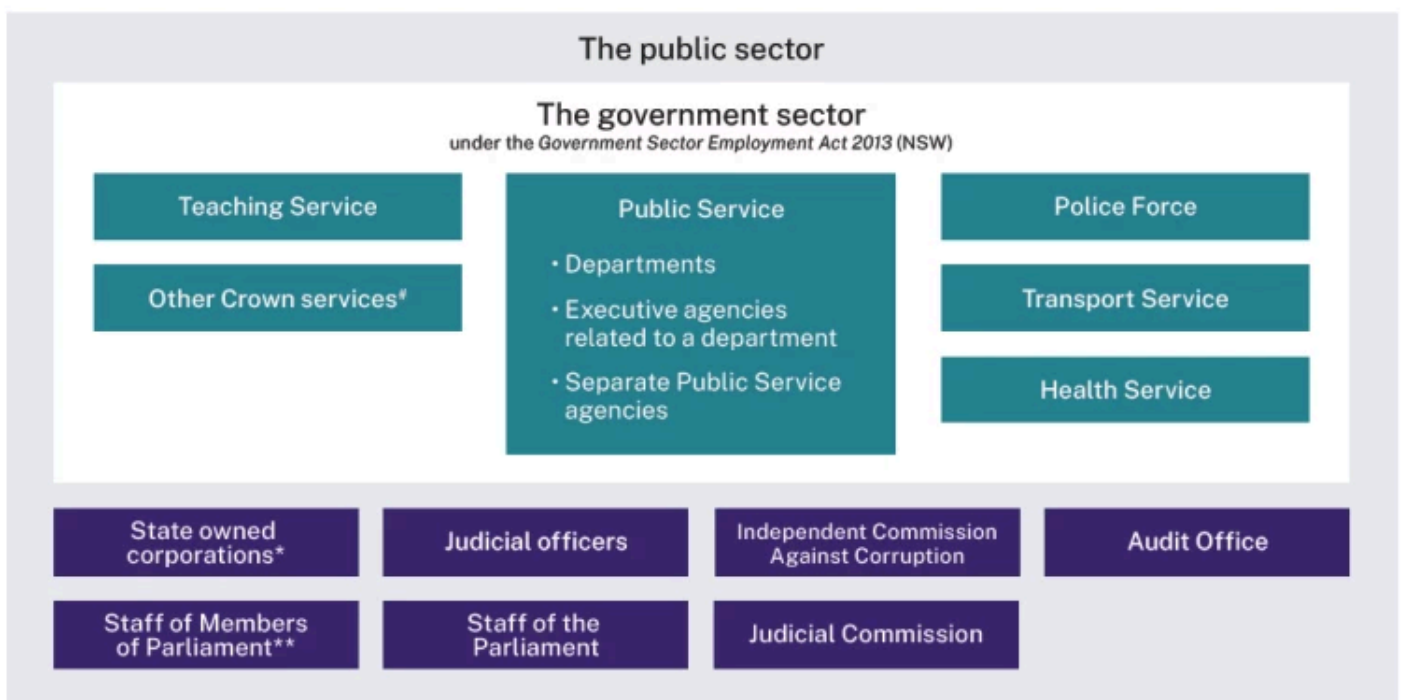 The public sector
The government sector
under the Government Sector Employment Act 2013 (NSW)
Teaching Service
Other Crown services#
Public Service
• Departments
• Executive agencies
related to a department
• Separate Public Service
agencies
Police Force
Transport Service
Health Service
State owned
corporations*
Judicial officers
Independent Commission
Against Corruption
Audit Office
Staff of Members
of Parliament**
Staff of the
Parliament
Judicial Commission